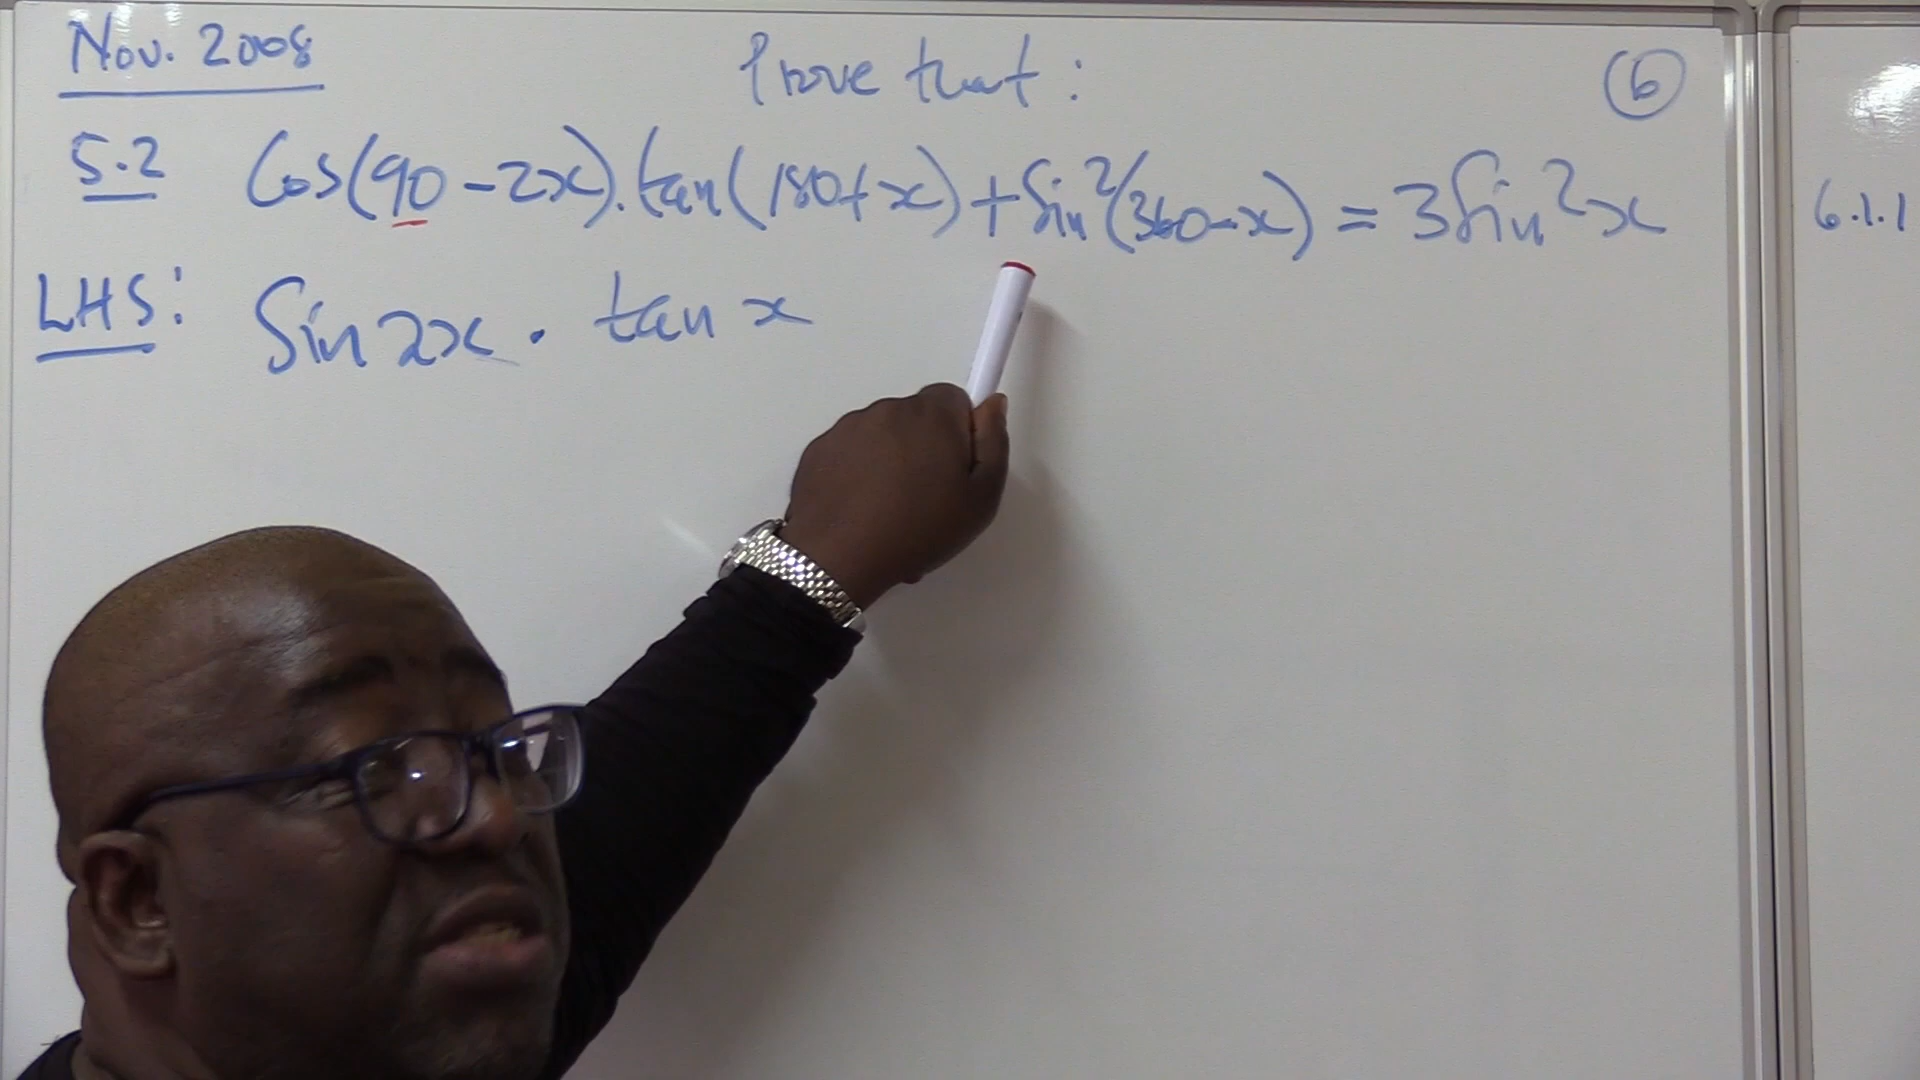 Nov. 2008
Prove that :
6
5.2 Cos(90-2x).tan(180+x)+Sin²(360-x) = 3Sin²x
LHS: Sin2x . tan x
6.1.1